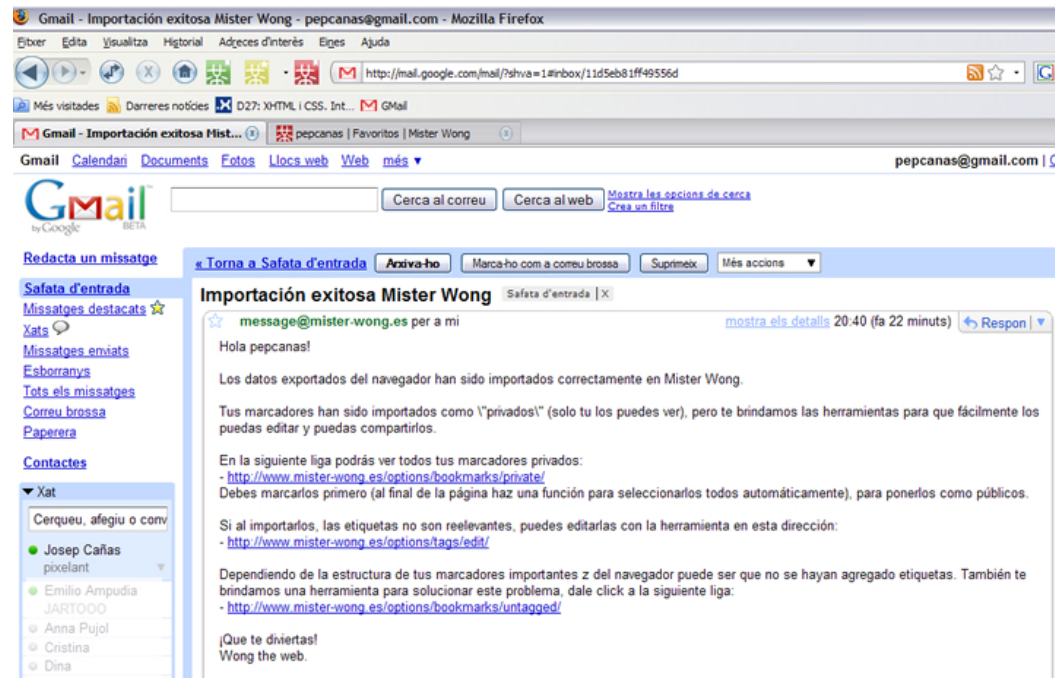 Gmail - Importación exitosa Mister Wong - pepcanas@gmail.com - Mozilla Firefox
Fitxer Edita Visualitza Historial Adreces d'interès Eines Ajuda
http://mail.google.com/mail/?shva=1#inbox/11d5eb81ff49556d
Més visitades Darreres notícies D27: XHTML i CSS. Int... GMail
Gmail - Importación exitosa Mist... pepcanas | Favoritos | Mister Wong
Gmail Calendari Documents Fotos Llocs web Web més ▼ pepcanas@gmail.com |
Gmail by Google BETA
Cerca al correu Cerca al web Mostra les opcions de cerca
Crea un filtre
Redacta un missatge
« Torna a Safata d'entrada Arxiva-ho Marca-ho com a correu brossa Suprimeix Més accions ▼
Safata d'entrada
Missatges destacats
Xats
Missatges enviats
Esborranys
Tots els missatges
Correu brossa
Paperera
Contactes
▼ Xat
Cerqueu, afegiu o conv
Josep Cañas
pixelant
Emilio Ampudia
JARTOOO
Anna Pujol
Cristina
Dina
Importación exitosa Mister Wong Safata d'entrada | X
message@mister-wong.es per a mi mostra els detalls 20:40 (fa 22 minuts) Respon ▼
Hola pepcanas!
Los datos exportados del navegador han sido importados correctamente en Mister Wong.
Tus marcadores han sido importados como \"privados\" (solo tu los puedes ver), pero te brindamos las herramientas para que fácilmente los
puedas editar y puedas compartirlos.
En la siguiente liga podrás ver todos tus marcadores privados:
- http://www.mister-wong.es/options/bookmarks/private/
Debes marcarlos primero (al final de la página haz una función para seleccionarlos todos automáticamente), para ponerlos como públicos.
Si al importarlos, las etiquetas no son reelevantes, puedes editarlas con la herramienta en esta dirección:
- http://www.mister-wong.es/options/tags/edit/
Dependiendo de la estructura de tus marcadores importantes z del navegador puede ser que no se hayan agregado etiquetas. También te
brindamos una herramienta para solucionar este problema, dale click a la siguiente liga:
- http://www.mister-wong.es/options/bookmarks/untagged/
¡Que te diviertas!
Wong the web.